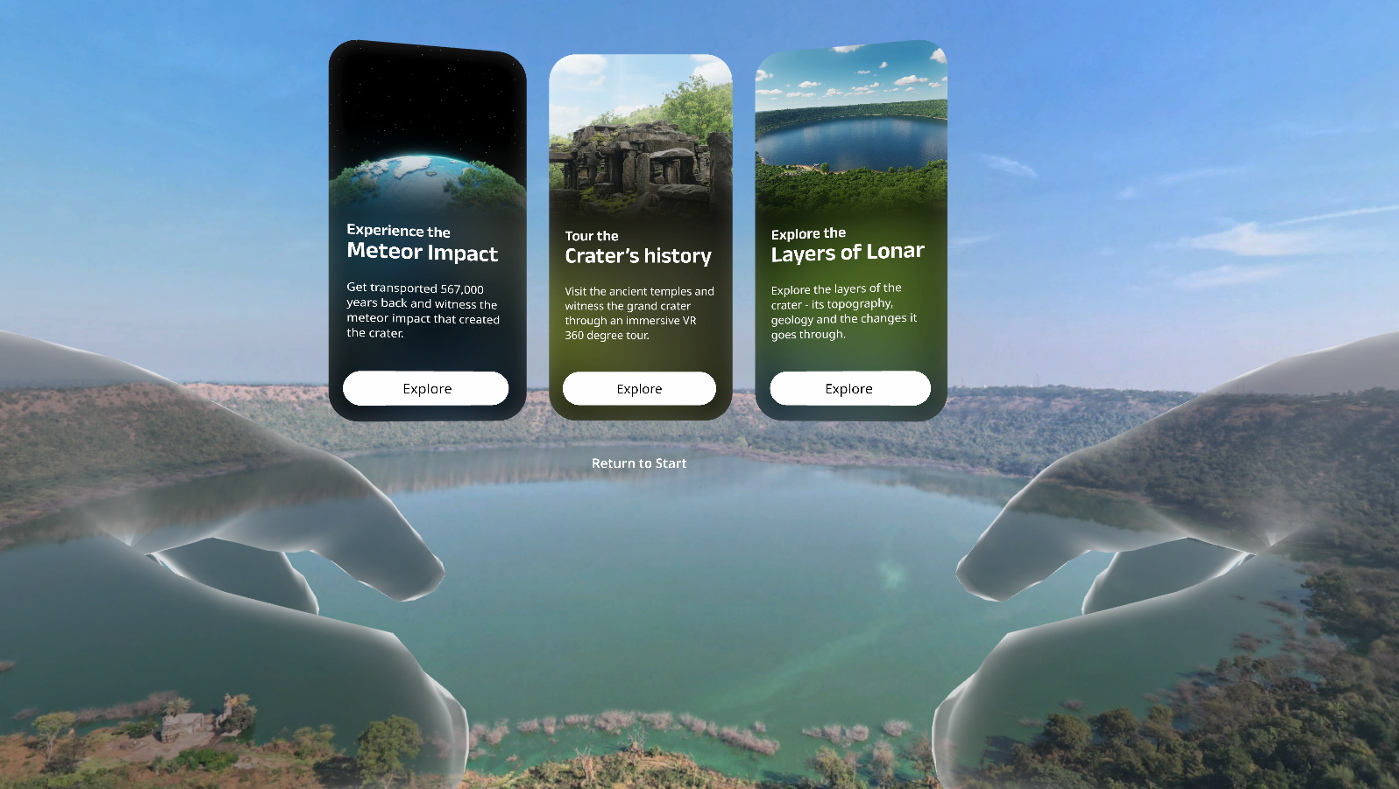 Experience the
Meteor Impact
Get transported 567,000
years back and witness the
meteor impact that created
the crater.
Explore
Tour the
Crater’s history
Visit the ancient temples and
witness the grand crater
through an immersive VR
360 degree tour.
Explore
Explore the
Layers of Lonar
Explore the layers of the
crater - its topography,
geology and the changes it
goes through.
Explore
Return to Start